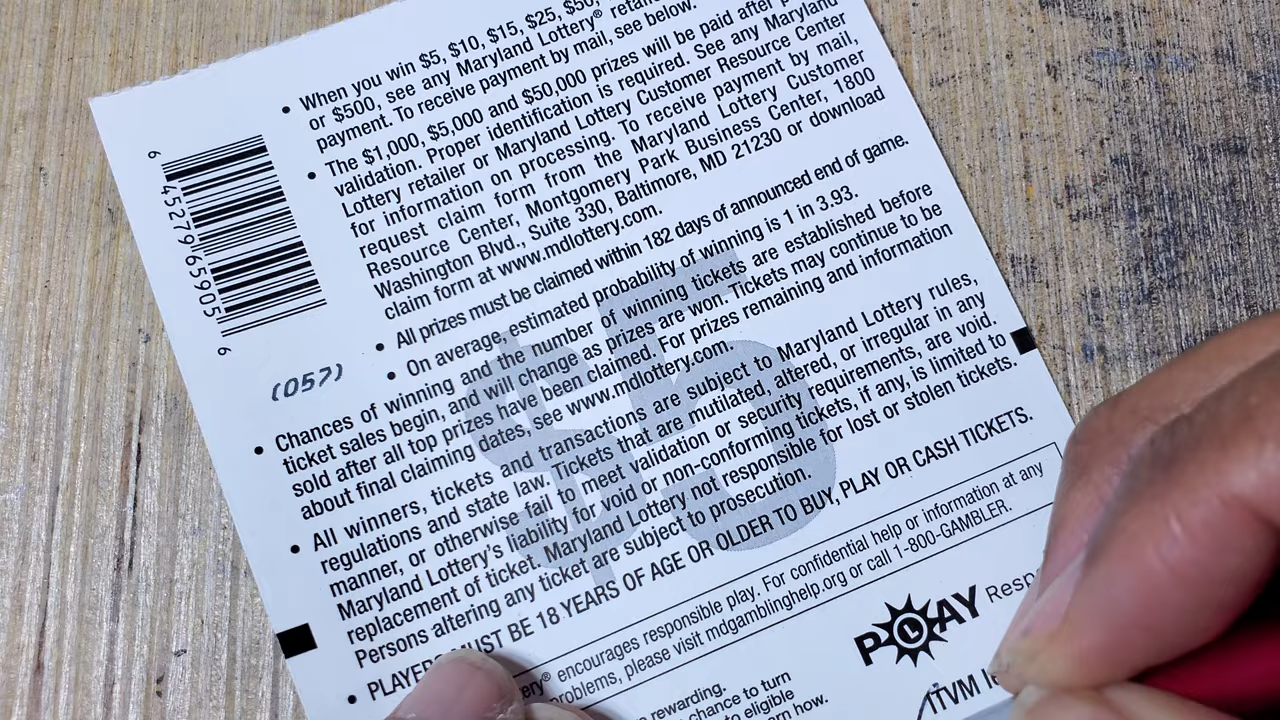 When you win $5, $10, $15, $25, $50,
or $500, see any Maryland Lottery®
payment. To receive payment by mail, see below.
The $1,000, $5,000 and $50,000 prizes will be paid after
validation. Proper identification is required. See any Maryland
Lottery retailer or Maryland Lottery Customer Resource Center
for information on processing. To receive payment by mail,
request claim form from the Maryland Lottery Customer
Resource Center, Montgomery Park Business Center, 1800
Washington Blvd., Suite 330, Baltimore, MD 21230 or download
claim form at www.mdlottery.com.
All prizes must be claimed within 182 days of announced end of game.
On average, estimated probability of winning is 1 in 3.93.
Chances of winning and the number of winning tickets are established before
ticket sales begin, and will change as prizes are won. Tickets may continue to be
sold after all top prizes have been claimed. For prizes remaining and information
about final claiming dates, see www.mdlottery.com.
All winners, tickets and transactions are subject to Maryland Lottery rules,
regulations and state law. Tickets that are mutilated, altered, or irregular in any
manner, or otherwise fail to meet validation or security requirements, are void.
Maryland Lottery's liability for void or non-conforming tickets, if any, is limited to
replacement of ticket. Maryland Lottery not responsible for lost or stolen tickets.
Persons altering any ticket are subject to prosecution.
PLAYERS MUST BE 18 YEARS OF AGE OR OLDER TO BUY, PLAY OR CASH TICKETS.
6 45279 65905 6
(057)
$5
encourages responsible play. For confidential help or information at any
problems, please visit mdgamblinghelp.org or call 1-800-GAMBLER.
PLAY
rewarding.
chance to turn
to eligible
ITVM